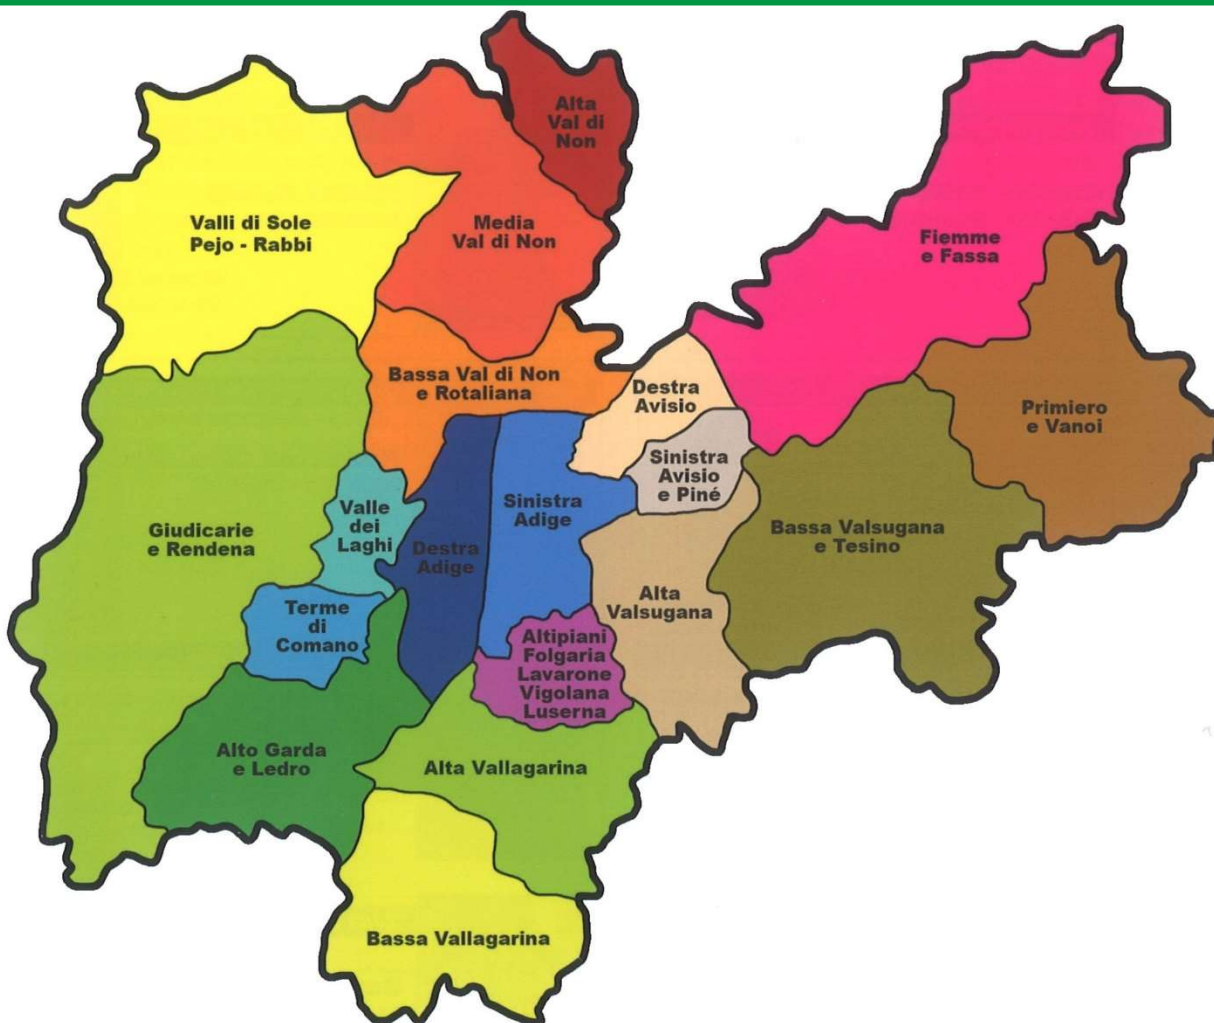 Alta
Val di
Non
Valli di Sole
Pejo - Rabbi
Media
Val di Non
Fiemme
e Fassa
Bassa Val di Non
e Rotaliana
Destra
Avisio
Primiero
e Vanoi
Sinistra
Avisio
e Piné
Valle
dei
Laghi
Sinistra
Adige
Giudicarie
e Rendena
Destra
Adige
Bassa Valsugana
e Tesino
Alta
Valsugana
Terme
di
Comano
Altipiani
Folgaria
Lavarone
Vigolana
Luserna
Alto Garda
e Ledro
Alta Vallagarina
Bassa Vallagarina